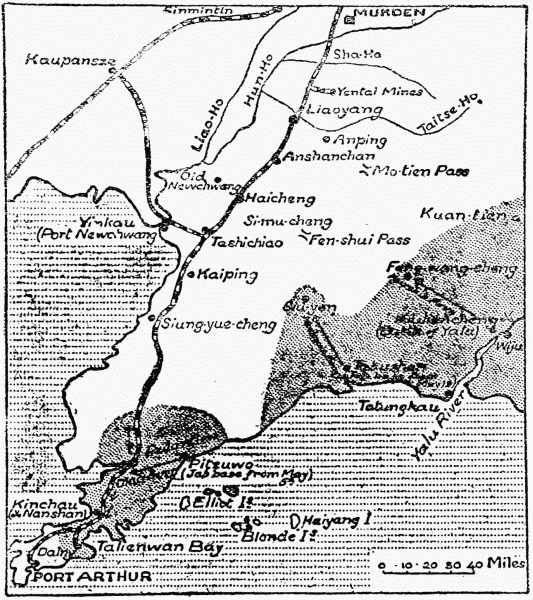 Sinmintin
MUKDEN
Kaupansze
Sha-Ho
Hun-Ho
Yentai Mines
Liao-Ho
Liaoyang
Taitse-Ho
Anping
Anshanchan
Mo-tien Pass
Old
Newchwang
Haicheng
Kuan-tien
Yinkau
(Port Newchwang)
Si-mu-cheng
Tashichiao
Fen-shui Pass
Feng-wang-cheng
Kaiping
Siu-yen
(Battle of Yalu)
Siung-yue-cheng
Wiju
Takushan
Tatungkau
Yalu River
Pitzuwo
(Jap base from May)
5th
Elliot Is
Kinchau
(& Nanshan)
Haiyang I
Blonde Is
Talienwan Bay
Dalny
PORT ARTHUR
0 10 20 30 40 Miles